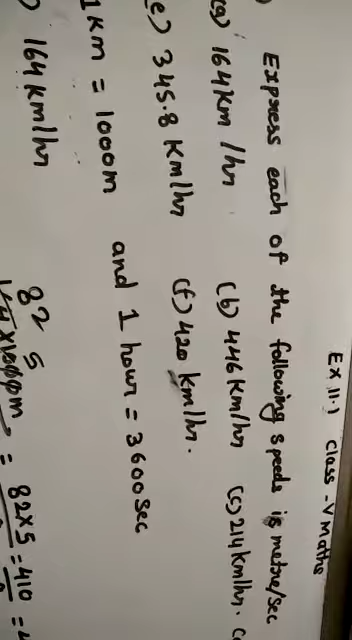 Ex 11.1 Class - V Maths
Express each of the following speeds is metre/sec
(a) 164 km/hr (b) 446 Km/hr (c) 214 Km/hr.
(e) 345.8 Km/hr (f) 420 km/hr.
1 Km = 1000m and 1 hour = 3600 sec
164 km/hr
82 5
= 82×5 = 410 =